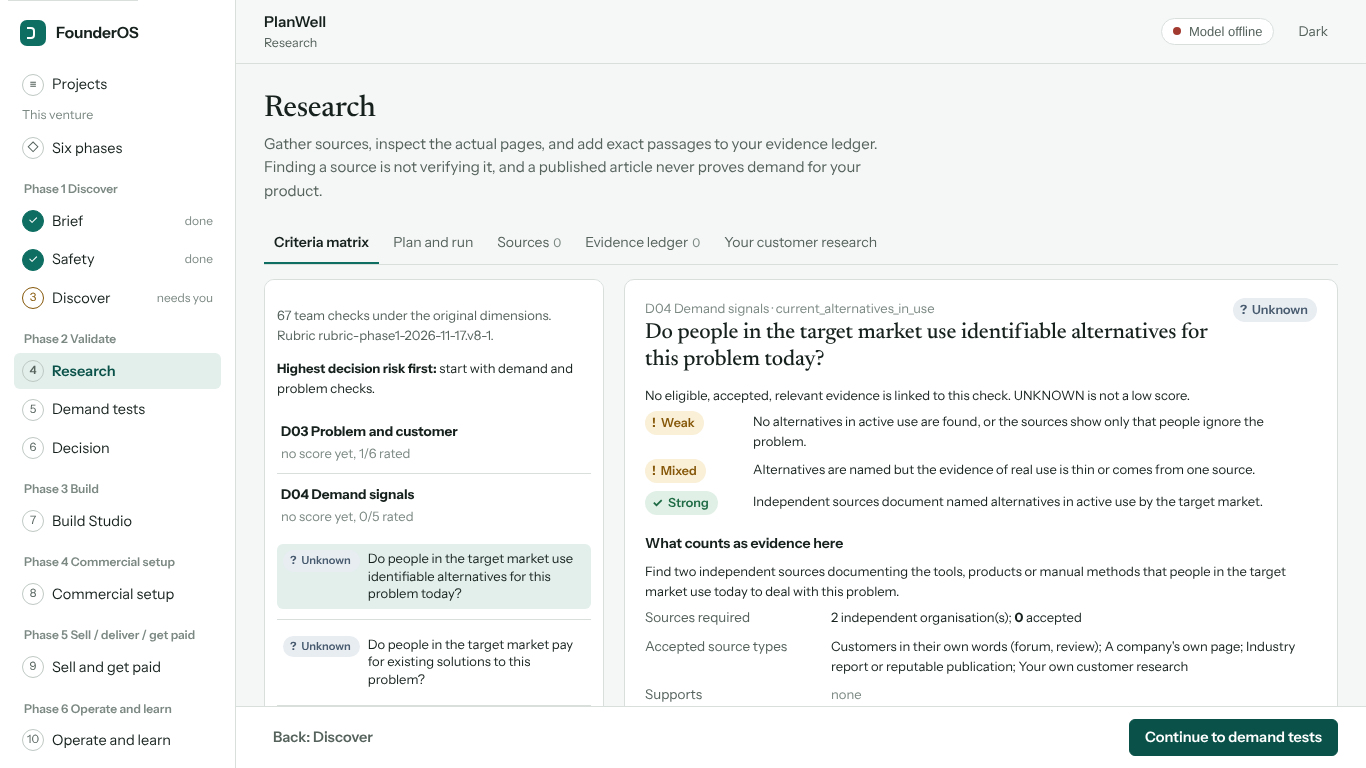 FounderOS
Projects
This venture
Six phases
Phase 1 Discover
Brief
done
Safety
done
3
Discover
needs you
Phase 2 Validate
4
Research
5
Demand tests
6
Decision
Phase 3 Build
7
Build Studio
Phase 4 Commercial setup
8
Commercial setup
Phase 5 Sell / deliver / get paid
9
Sell and get paid
Phase 6 Operate and learn
10
Operate and learn
PlanWell
Research
Model offline
Dark
Research
Gather sources, inspect the actual pages, and add exact passages to your evidence ledger.
Finding a source is not verifying it, and a published article never proves demand for your
product.
Criteria matrix
Plan and run
Sources 0
Evidence ledger 0
Your customer research
67 team checks under the original dimensions.
Rubric rubric-phase1-2026-11-17.v8-1.
Highest decision risk first: start with demand and
problem checks.
D03 Problem and customer
no score yet, 1/6 rated
D04 Demand signals
no score yet, 0/5 rated
? Unknown
Do people in the target market use
identifiable alternatives for this
problem today?
? Unknown
Do people in the target market pay
for existing solutions to this
problem?
D04 Demand signals · current_alternatives_in_use
? Unknown
Do people in the target market use identifiable alternatives for
this problem today?
No eligible, accepted, relevant evidence is linked to this check. UNKNOWN is not a low score.
! Weak
No alternatives in active use are found, or the sources show only that people ignore the
problem.
! Mixed
Alternatives are named but the evidence of real use is thin or comes from one source.
✓ Strong
Independent sources document named alternatives in active use by the target market.
What counts as evidence here
Find two independent sources documenting the tools, products or manual methods that people in the target
market use today to deal with this problem.
Sources required
2 independent organisation(s); 0 accepted
Accepted source types
Customers in their own words (forum, review); A company's own page; Industry
report or reputable publication; Your own customer research
Supports
none
Back: Discover
Continue to demand tests